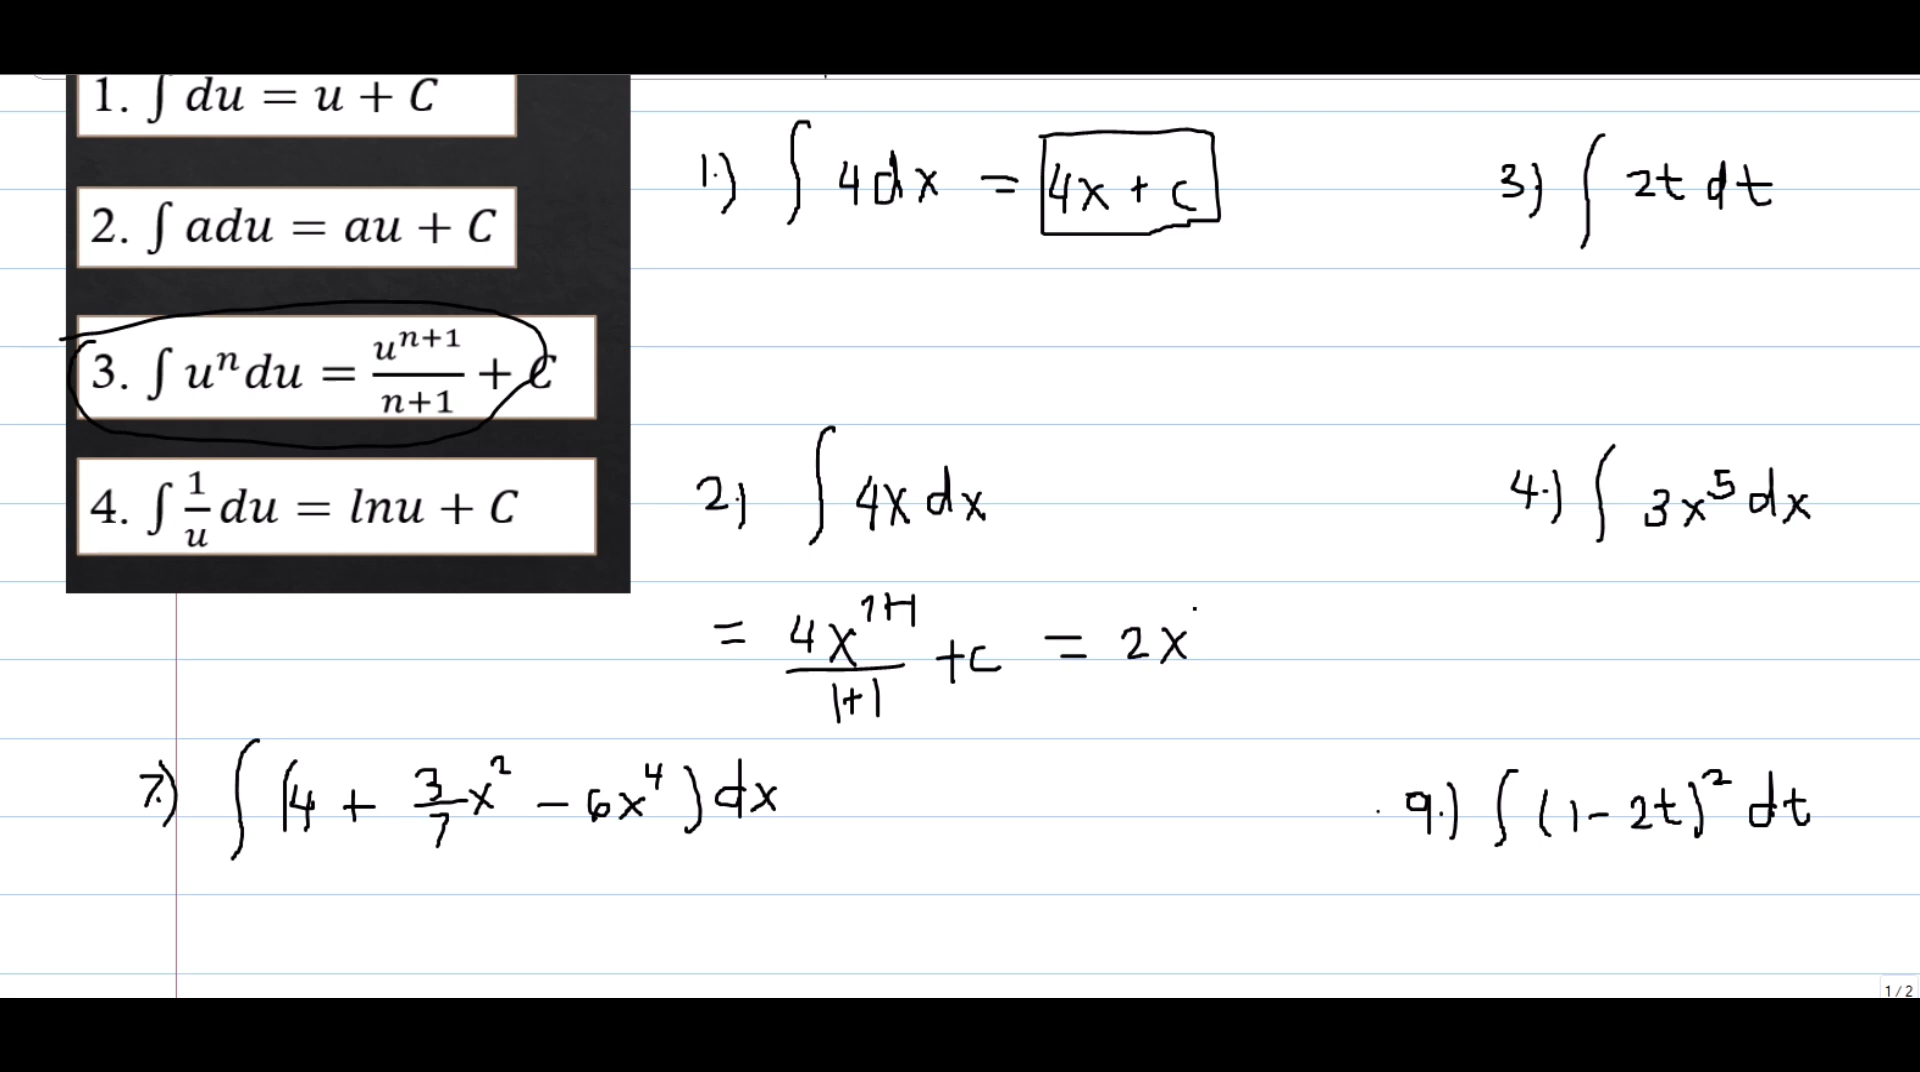 1. ∫ du = u + C
2. ∫ adu = au + C
3. ∫ uⁿdu = uⁿ⁺¹/n+1 + C
4. ∫ 1/u du = lnu + C
1.) ∫ 4dx = 4x + c
3.) ∫ 2t dt
2.) ∫ 4x dx
4.) ∫ 3x⁵ dx
= 4x¹⁺¹/1+1 + c = 2x
7.) ∫ (4 + 3/7 x² - 6x⁴) dx
9.) ∫ (1 - 2t)² dt
1 / 2